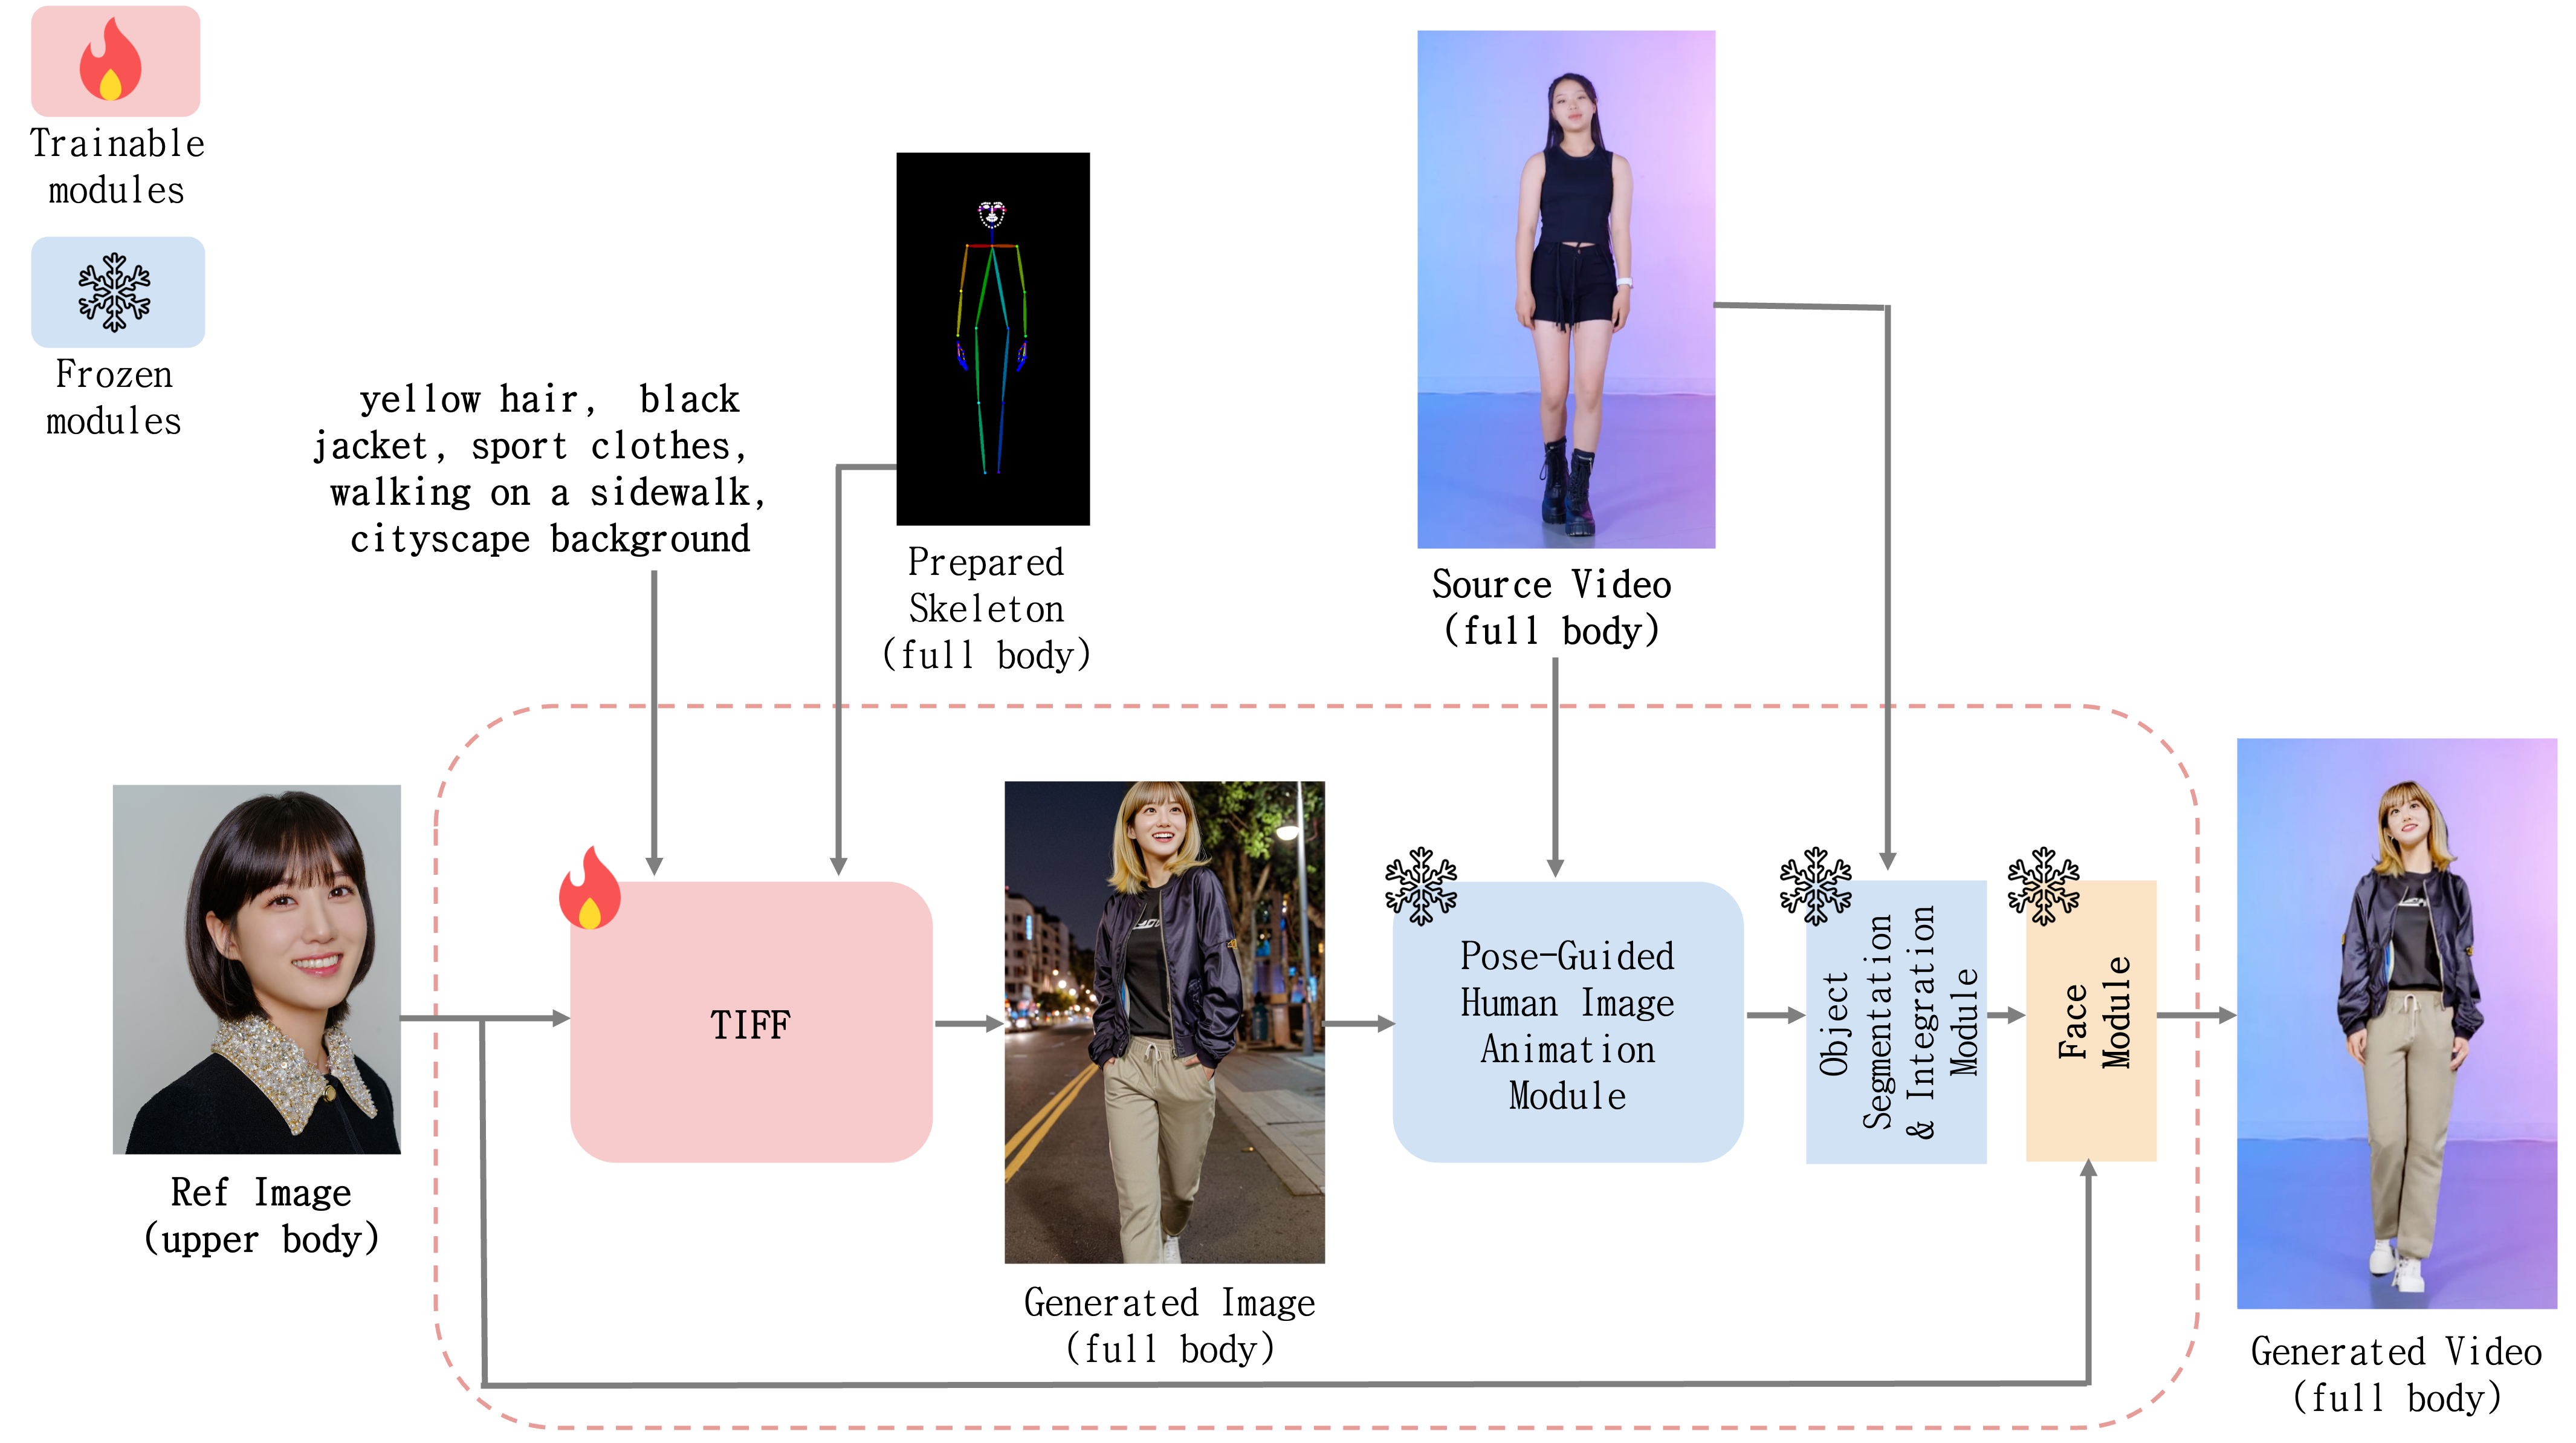 Trainable
modules
Frozen
modules
yellow hair, black
jacket, sport clothes,
walking on a sidewalk,
cityscape background
Prepared
Skeleton
(full body)
Source Video
(full body)
Ref Image
(upper body)
TIFF
Generated Image
(full body)
Pose-Guided
Human Image
Animation
Module
Object
Segmentation
& Integration
Module
Face
Module
Generated Video
(full body)